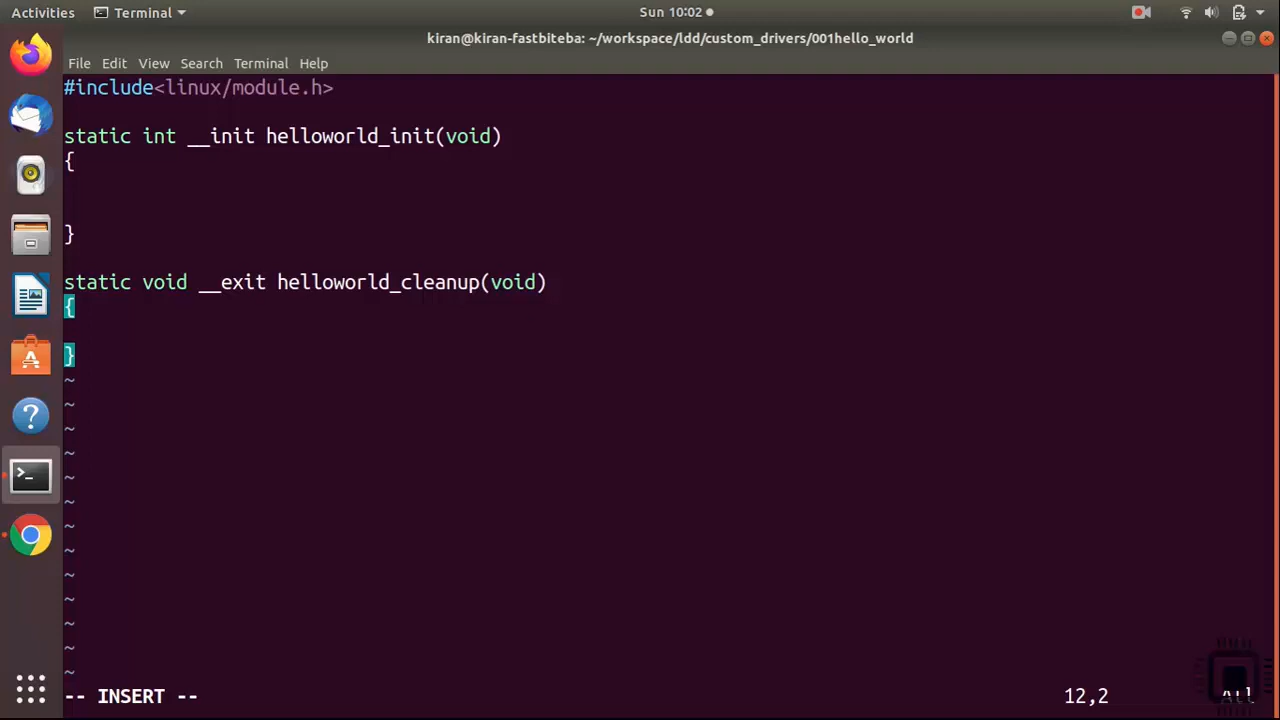 Activities Terminal Sun 10:02
kiran@kiran-fastbiteba: ~/workspace/ldd/custom_drivers/001hello_world
File Edit View Search Terminal Help
#include<linux/module.h>
static int __init helloworld_init(void)
{
}
static void __exit helloworld_cleanup(void)
{
}
~
~
~
~
~
~
~
~
~
~
~
~
~
-- INSERT -- 12,2 All